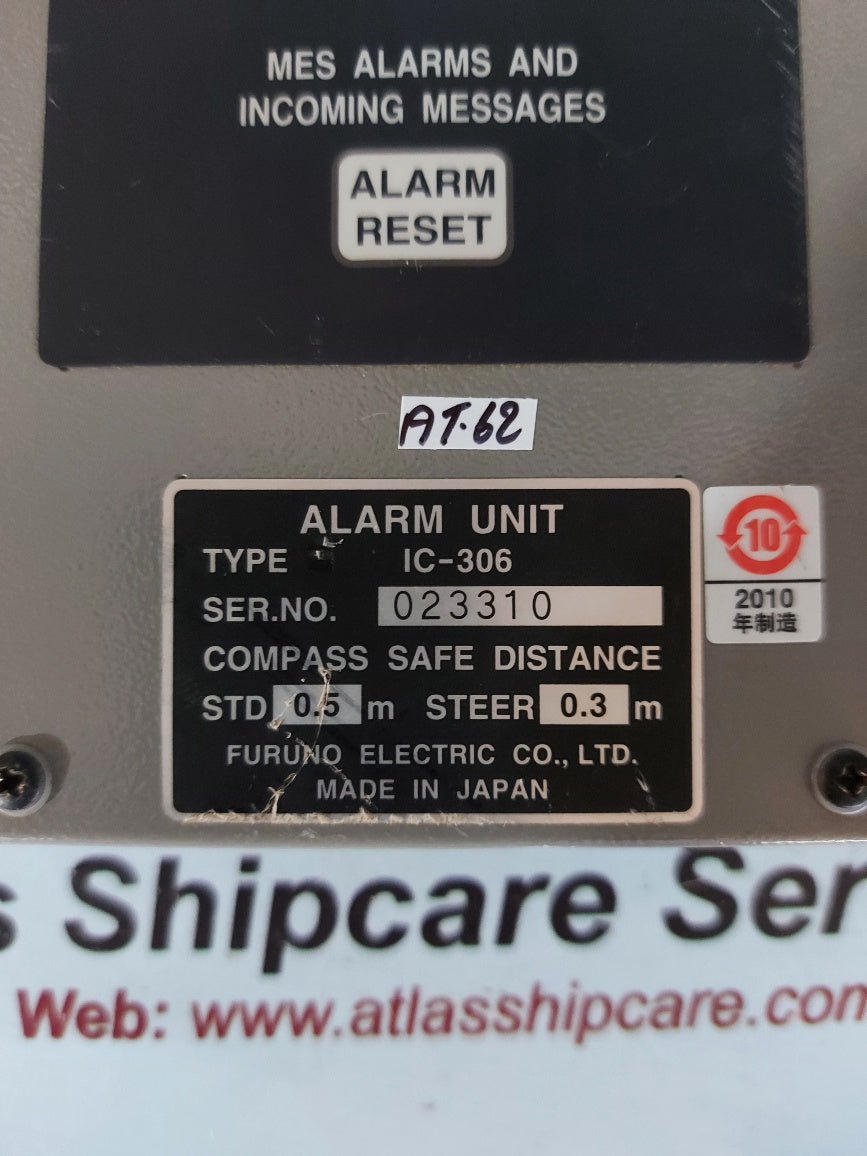 MES ALARMS AND
INCOMING MESSAGES
ALARM
RESET
AT.62
ALARM UNIT
TYPE IC-306
SER.NO. 023310
COMPASS SAFE DISTANCE
STD 0.5 m STEER 0.3 m
FURUNO ELECTRIC CO., LTD.
MADE IN JAPAN
10
2010
年制造
s Shipcare Ser
Web: www.atlasshipcare.com